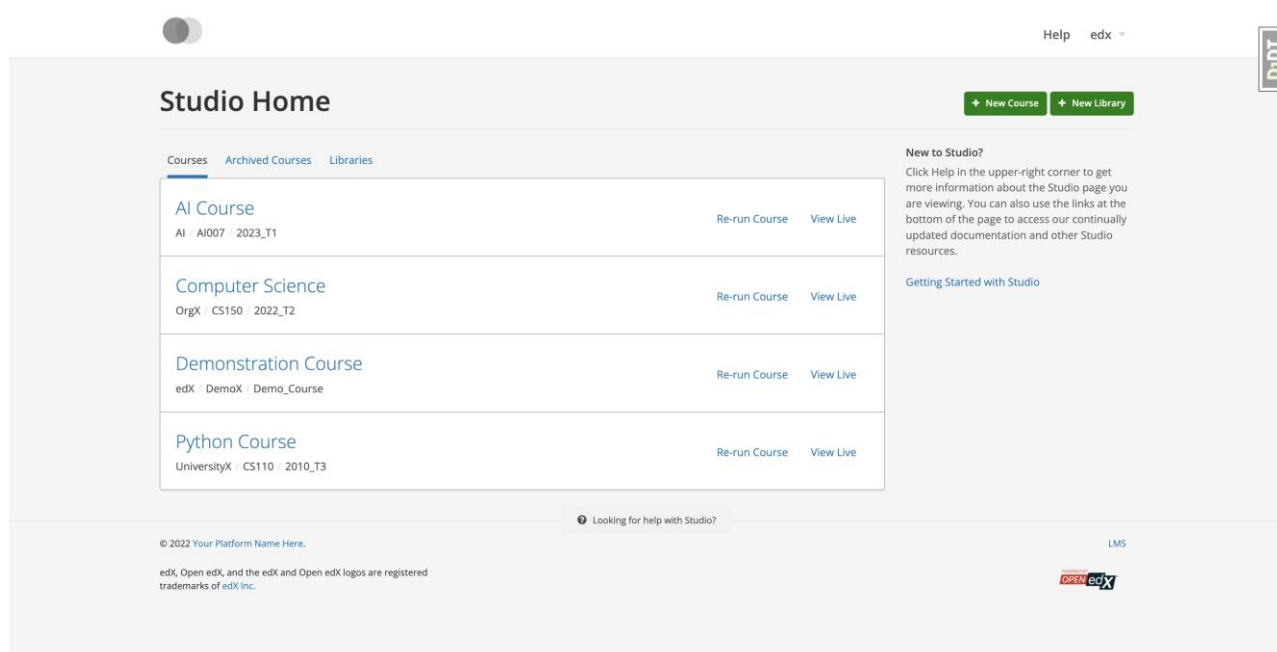 Help edx
DjDT
Studio Home
+ New Course + New Library
Courses Archived Courses Libraries
AI Course
AI / AI007 / 2023_T1
Re-run Course View Live
Computer Science
OrgX / CS150 / 2022_T2
Re-run Course View Live
Demonstration Course
edX / DemoX / Demo_Course
Re-run Course View Live
Python Course
UniversityX / CS110 / 2010_T3
Re-run Course View Live
New to Studio?
Click Help in the upper-right corner to get
more information about the Studio page you
are viewing. You can also use the links at the
bottom of the page to access our continually
updated documentation and other Studio
resources.
Getting Started with Studio
Looking for help with Studio?
© 2022 Your Platform Name Here.
LMS
edX, Open edX, and the edX and Open edX logos are registered
trademarks of edX Inc.
POWERED BY
OPEN edX